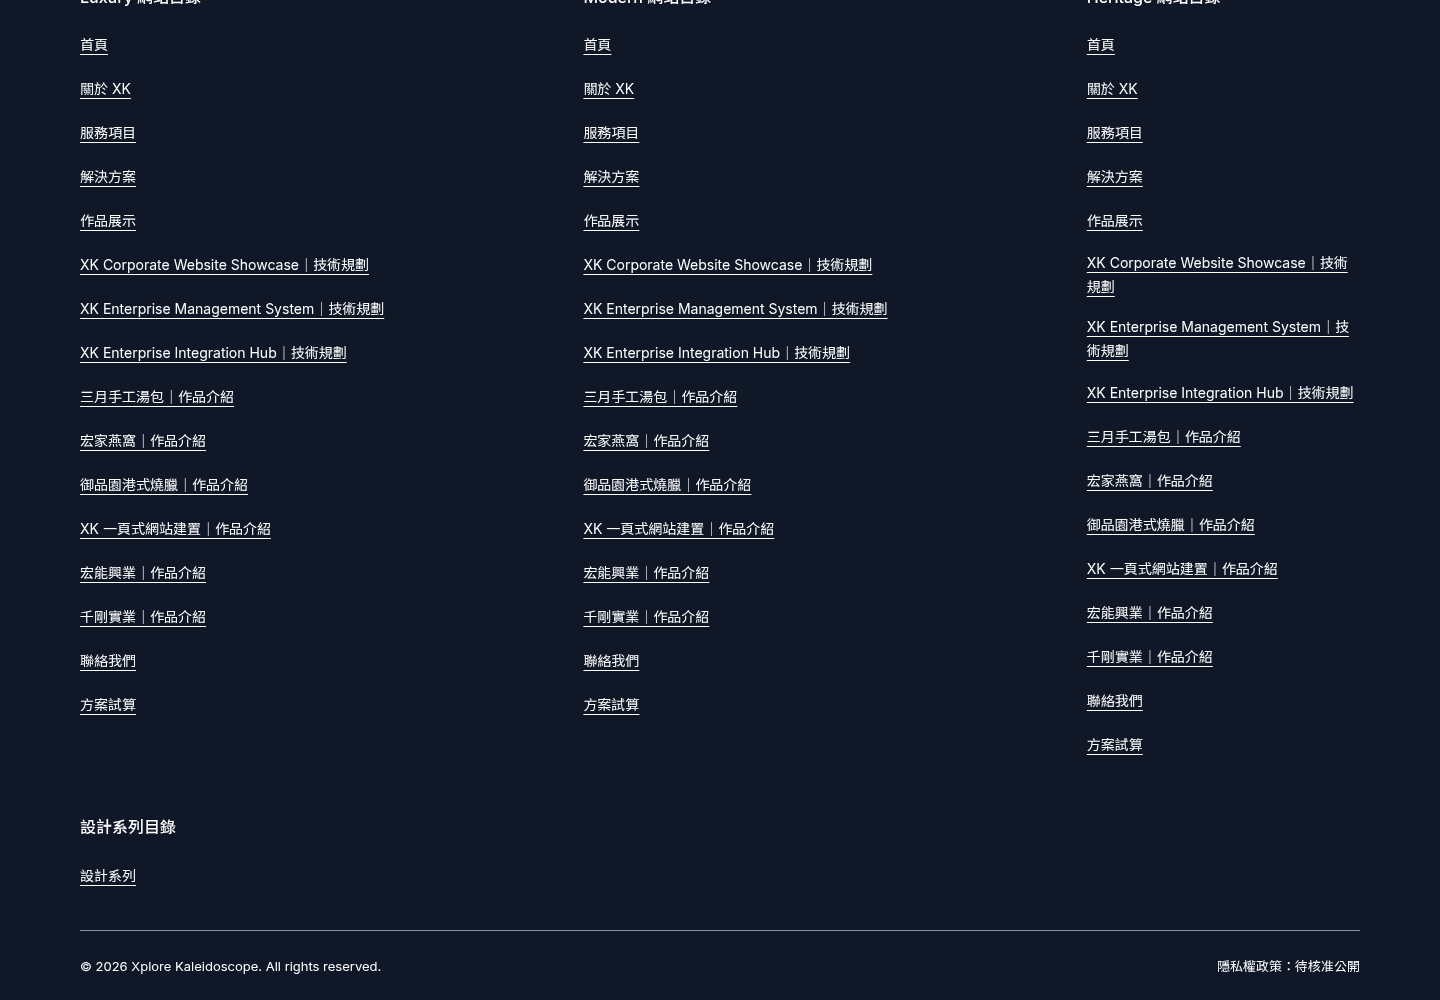 Luxury 網站目錄
首頁
關於 XK
服務項目
解決方案
作品展示
XK Corporate Website Showcase｜技術規劃
XK Enterprise Management System｜技術規劃
XK Enterprise Integration Hub｜技術規劃
三月手工湯包｜作品介紹
宏家燕窩｜作品介紹
御品園港式燒臘｜作品介紹
XK 一頁式網站建置｜作品介紹
宏能興業｜作品介紹
千剛實業｜作品介紹
聯絡我們
方案試算
Modern 網站目錄
首頁
關於 XK
服務項目
解決方案
作品展示
XK Corporate Website Showcase｜技術規劃
XK Enterprise Management System｜技術規劃
XK Enterprise Integration Hub｜技術規劃
三月手工湯包｜作品介紹
宏家燕窩｜作品介紹
御品園港式燒臘｜作品介紹
XK 一頁式網站建置｜作品介紹
宏能興業｜作品介紹
千剛實業｜作品介紹
聯絡我們
方案試算
Heritage 網站目錄
首頁
關於 XK
服務項目
解決方案
作品展示
XK Corporate Website Showcase｜技術
規劃
XK Enterprise Management System｜技
術規劃
XK Enterprise Integration Hub｜技術規劃
三月手工湯包｜作品介紹
宏家燕窩｜作品介紹
御品園港式燒臘｜作品介紹
XK 一頁式網站建置｜作品介紹
宏能興業｜作品介紹
千剛實業｜作品介紹
聯絡我們
方案試算
設計系列目錄
設計系列
© 2026 Xplore Kaleidoscope. All rights reserved.
隱私權政策：待核准公開